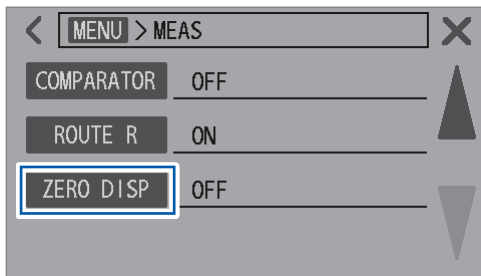 MENU > MEAS
COMPARATOR OFF
ROUTE R ON
ZERO DISP OFF